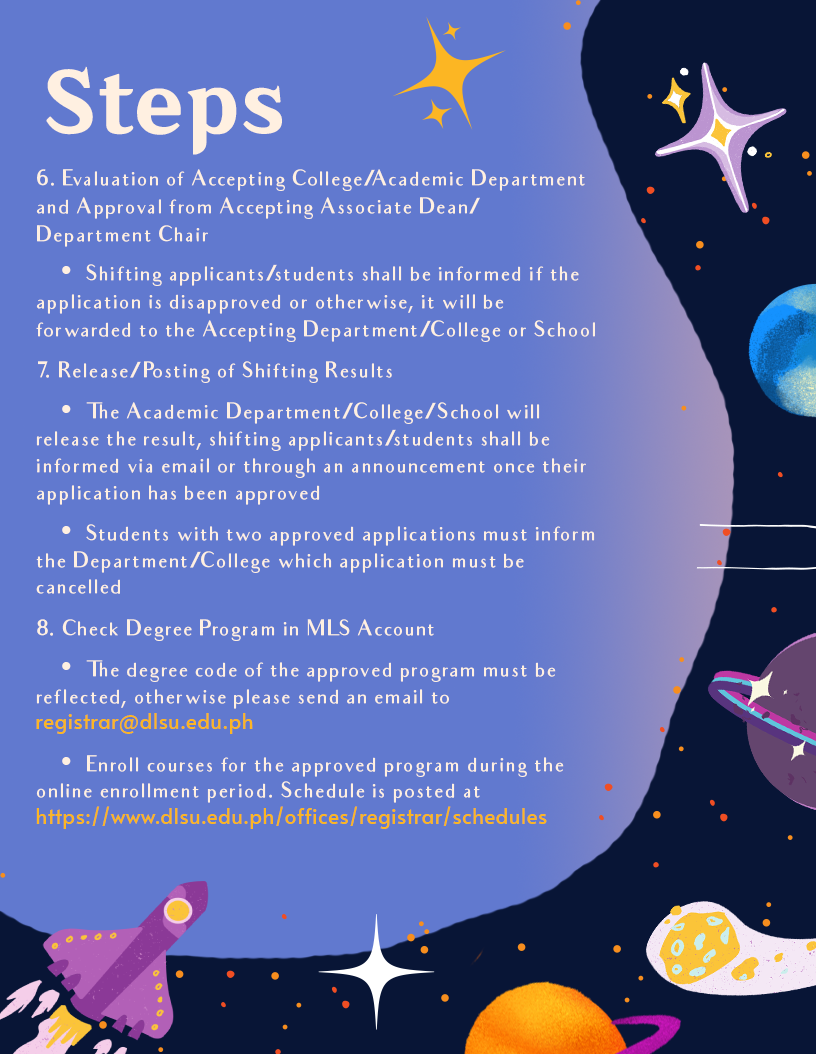 Steps
6. Evaluation of Accepting College/Academic Department
and Approval from Accepting Associate Dean/
Department Chair
• Shifting applicants/students shall be informed if the
application is disapproved or otherwise, it will be
forwarded to the Accepting Department/College or School
7. Release/Posting of Shifting Results
• The Academic Department/College/School will
release the result, shifting applicants/students shall be
informed via email or through an announcement once their
application has been approved
• Students with two approved applications must inform
the Department/College which application must be
cancelled
8. Check Degree Program in MLS Account
• The degree code of the approved program must be
reflected, otherwise please send an email to
registrar@dlsu.edu.ph
• Enroll courses for the approved program during the
online enrollment period. Schedule is posted at
https://www.dlsu.edu.ph/offices/registrar/schedules